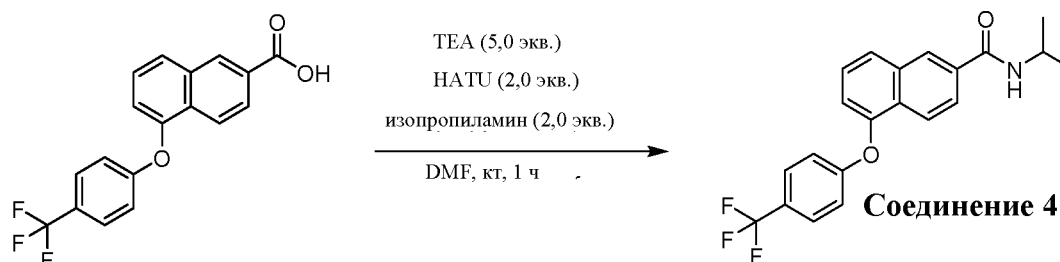 TEA (5,0 экв.)
HATU (2,0 экв.)
изопропиламин (2,0 экв.)
DMF, кт, 1 ч
O
OH
O
F
F
F
O
N
H
O
F
F
F
Соединение 4